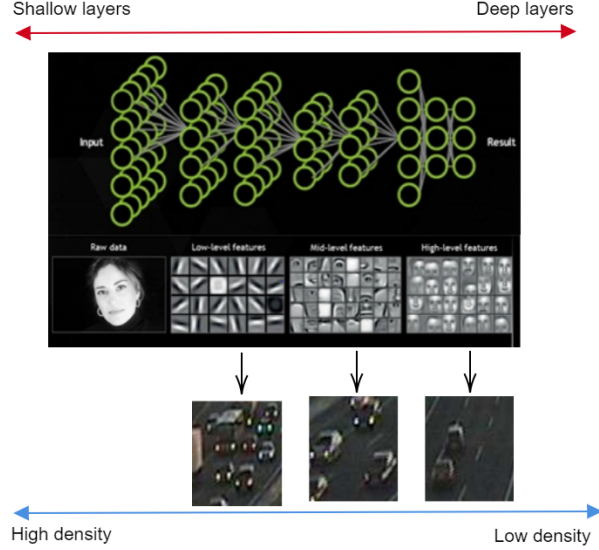 Shallow layers
Deep layers
Input
Result
Raw data
Low-level features
Mid-level features
High-level features
High density
Low density